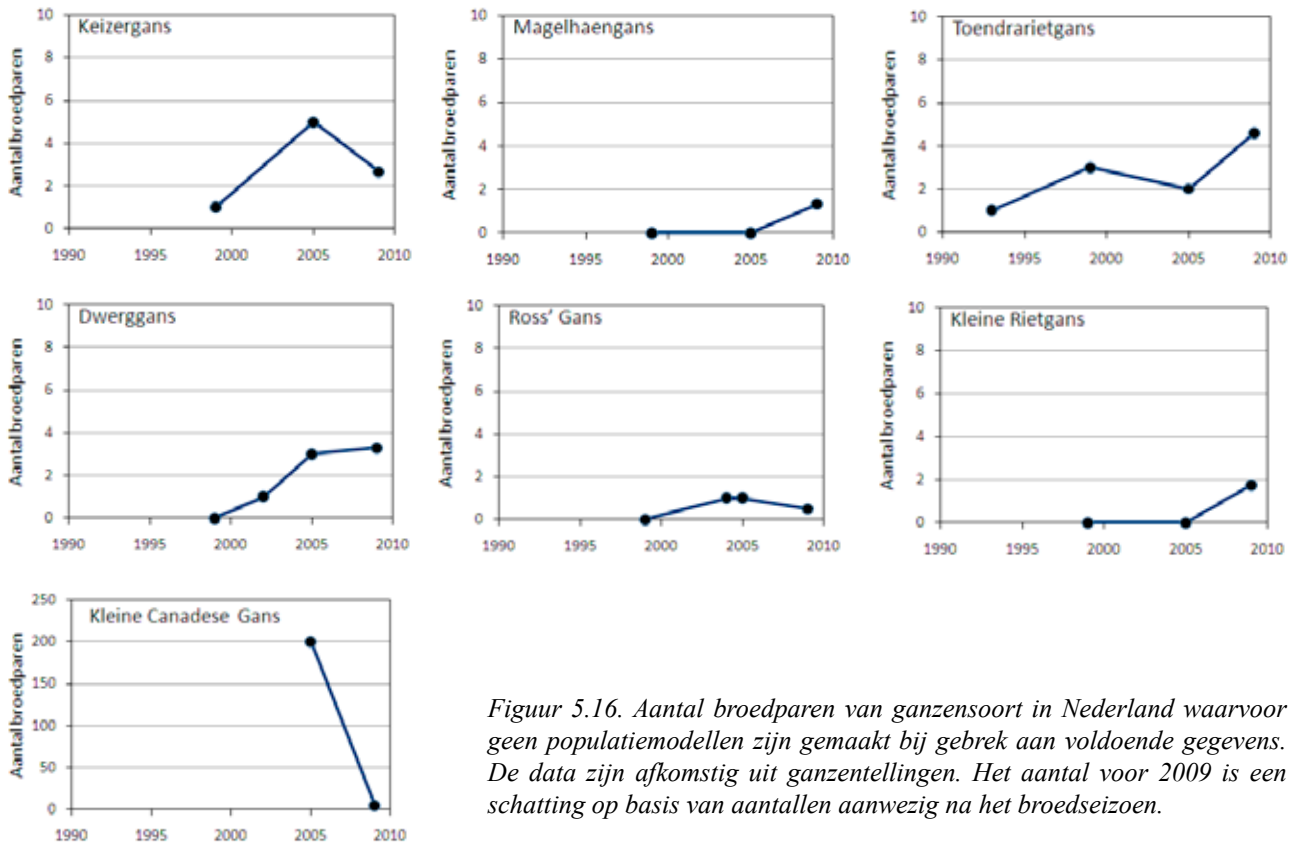 Keizergans
Aantal broedparen
10
8
6
4
2
0
1990 1995 2000 2005 2010
Magelhaengans
Aantal broedparen
10
8
6
4
2
0
1990 1995 2000 2005 2010
Toendrarietgans
Aantal broedparen
10
8
6
4
2
0
1990 1995 2000 2005 2010
Dwerggans
Aantal broedparen
10
8
6
4
2
0
1990 1995 2000 2005 2010
Ross’ Gans
Aantal broedparen
10
8
6
4
2
0
1990 1995 2000 2005 2010
Kleine Rietgans
Aantal broedparen
10
8
6
4
2
0
1990 1995 2000 2005 2010
Kleine Canadese Gans
Aantal broedparen
250
200
150
100
50
0
1990 1995 2000 2005 2010
Figuur 5.16. Aantal broedparen van ganzensoort in Nederland waarvoor
geen populatiemodellen zijn gemaakt bij gebrek aan voldoende gegevens.
De data zijn afkomstig uit ganzentellingen. Het aantal voor 2009 is een
schatting op basis van aantallen aanwezig na het broedseizoen.